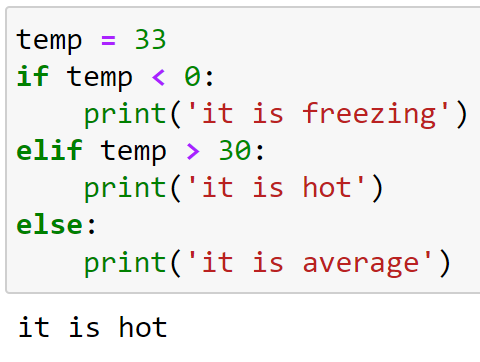 temp = 33
if temp < 0:
    print('it is freezing')
elif temp > 30:
    print('it is hot')
else:
    print('it is average')
it is hot